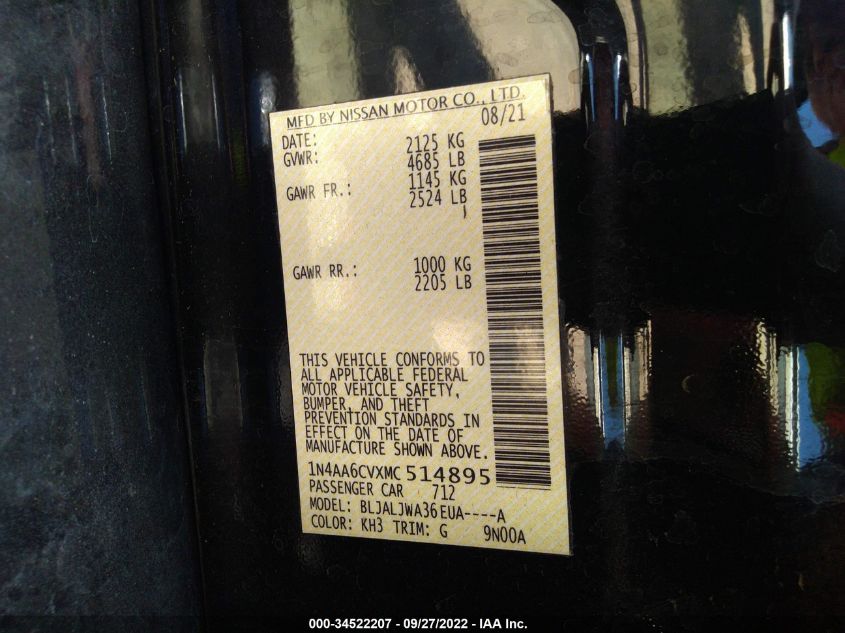 MFD BY NISSAN MOTOR CO., LTD.
DATE: 08/21
GVWR: 2125 KG
4685 LB
GAWR FR.: 1145 KG
2524 LB
GAWR RR.: 1000 KG
2205 LB
THIS VEHICLE CONFORMS TO
ALL APPLICABLE FEDERAL
MOTOR VEHICLE SAFETY,
BUMPER, AND THEFT
PREVENTION STANDARDS IN
EFFECT ON THE DATE OF
MANUFACTURE SHOWN ABOVE.
1N4AA6CVXMC514895
PASSENGER CAR 712
MODEL: BLJALJWA36EUA----A
COLOR: KH3 TRIM: G 9N00A
000-34522207 - 09/27/2022 - IAA Inc.